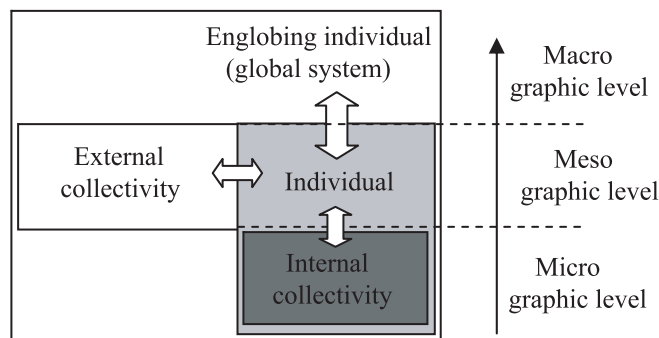 Englobing individual
(global system)
Macro
graphic level
External
collectivity
Individual
Meso
graphic level
Internal
collectivity
Micro
graphic level